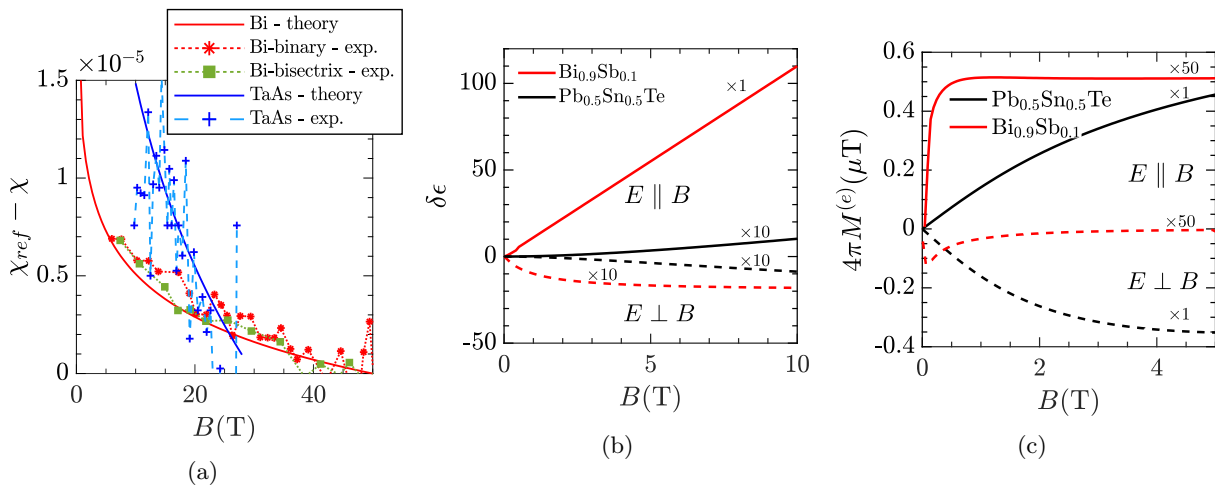 Bi - theory
Bi-binary - exp.
Bi-bisectrix - exp.
TaAs - theory
TaAs - exp.
×10⁻⁵
1.5
1
0.5
0
χ_ref − χ
0 20 40
B(T)
(a)
100
50
0
-50
δϵ
Bi₀.₉Sb₀.₁
Pb₀.₅Sn₀.₅Te
×1
E ∥ B
×10
×10
×10
E ⊥ B
0 5 10
B(T)
(b)
0.6
0.4
0.2
0
-0.2
-0.4
4πM⁽ᵉ⁾(μT)
×50
×1
Pb₀.₅Sn₀.₅Te
Bi₀.₉Sb₀.₁
E ∥ B
×50
E ⊥ B
×1
0 2 4
B(T)
(c)